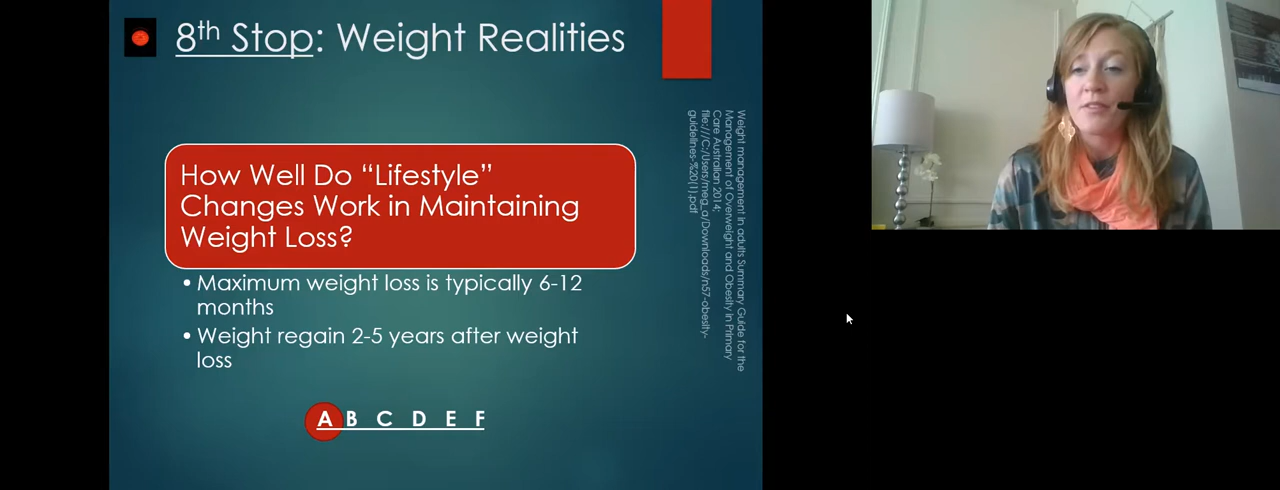 8th Stop: Weight Realities
How Well Do “Lifestyle”
Changes Work in Maintaining
Weight Loss?
• Maximum weight loss is typically 6-12
months
• Weight regain 2-5 years after weight
loss
A B C D E F
Weight management in adults Summary Guide for the
Management of Overweight and Obesity in Primary
Care Australian 2014;
file:///C:/Users/meg_a/Downloads/n57-obesity-
guidelines-%20(1).pdf